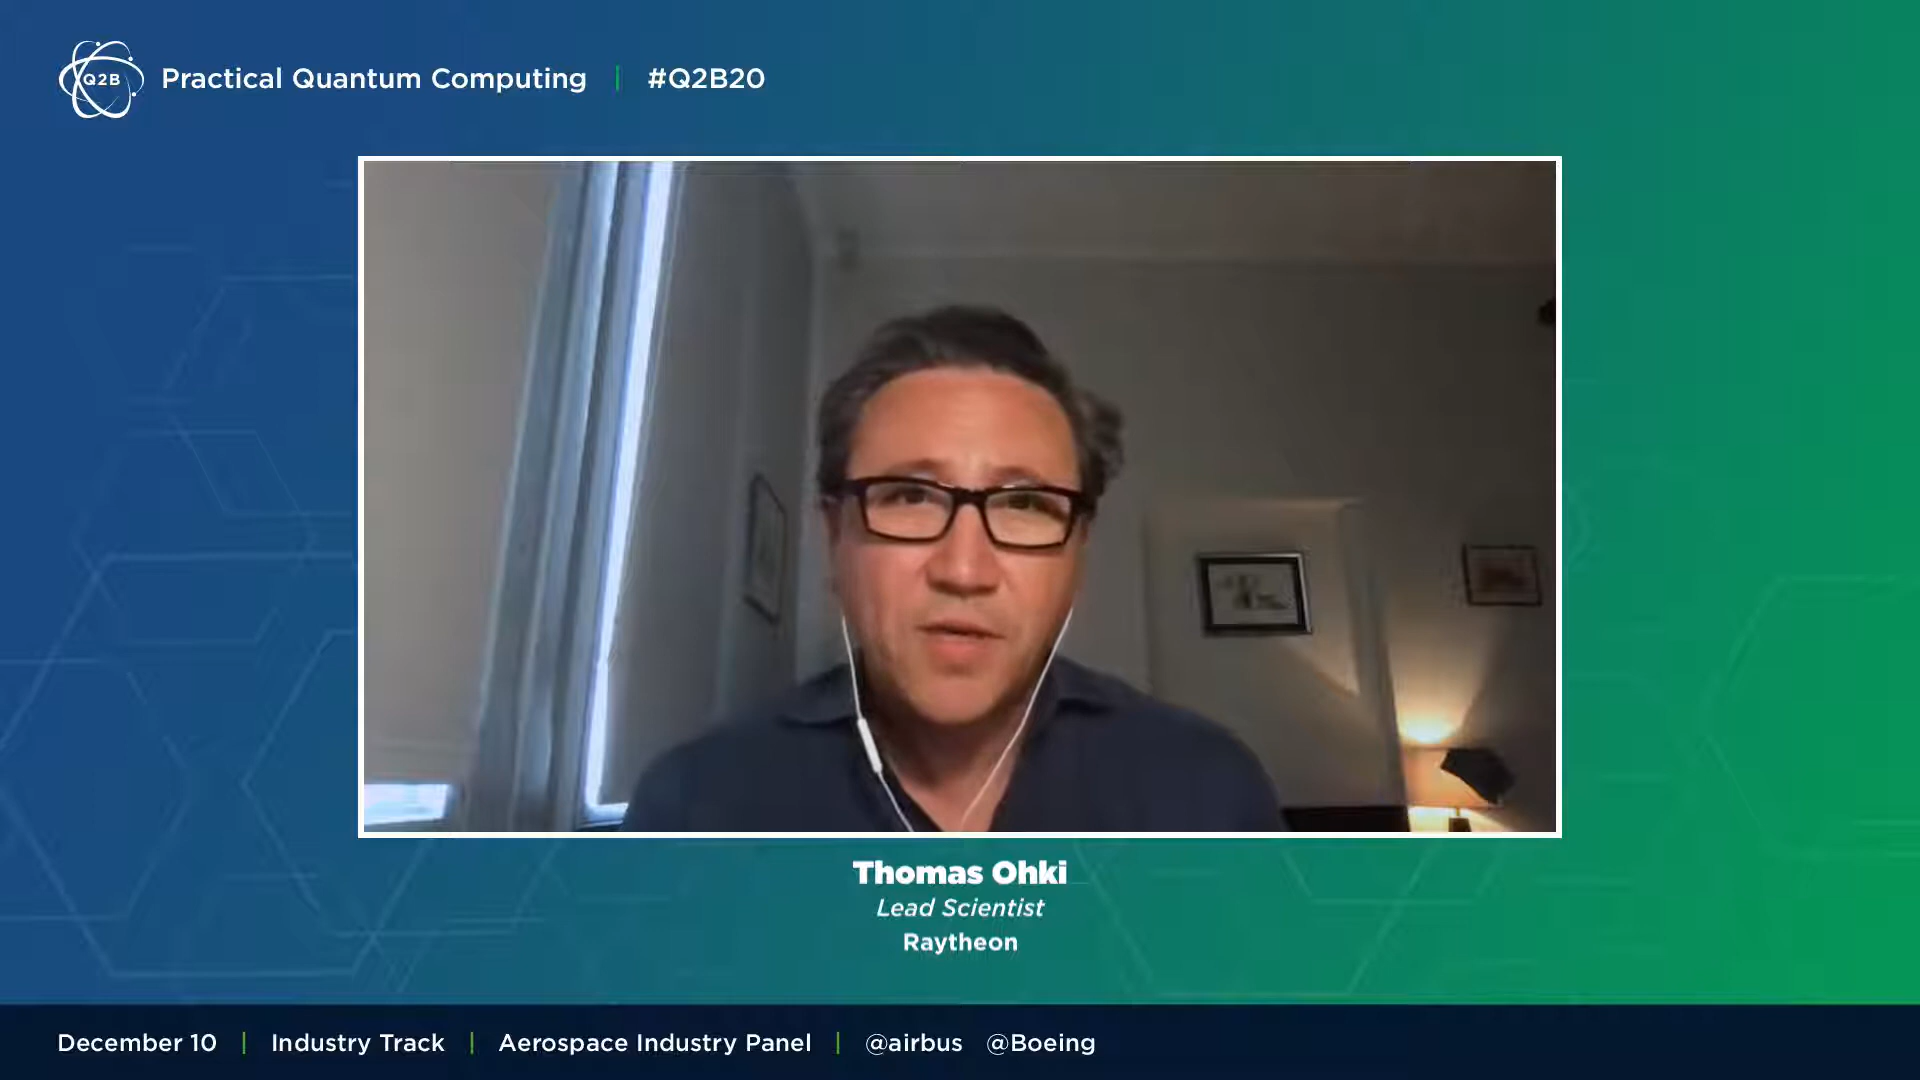 Q2B
Practical Quantum Computing | #Q2B20
Thomas Ohki
Lead Scientist
Raytheon
December 10 | Industry Track | Aerospace Industry Panel | @airbus @Boeing